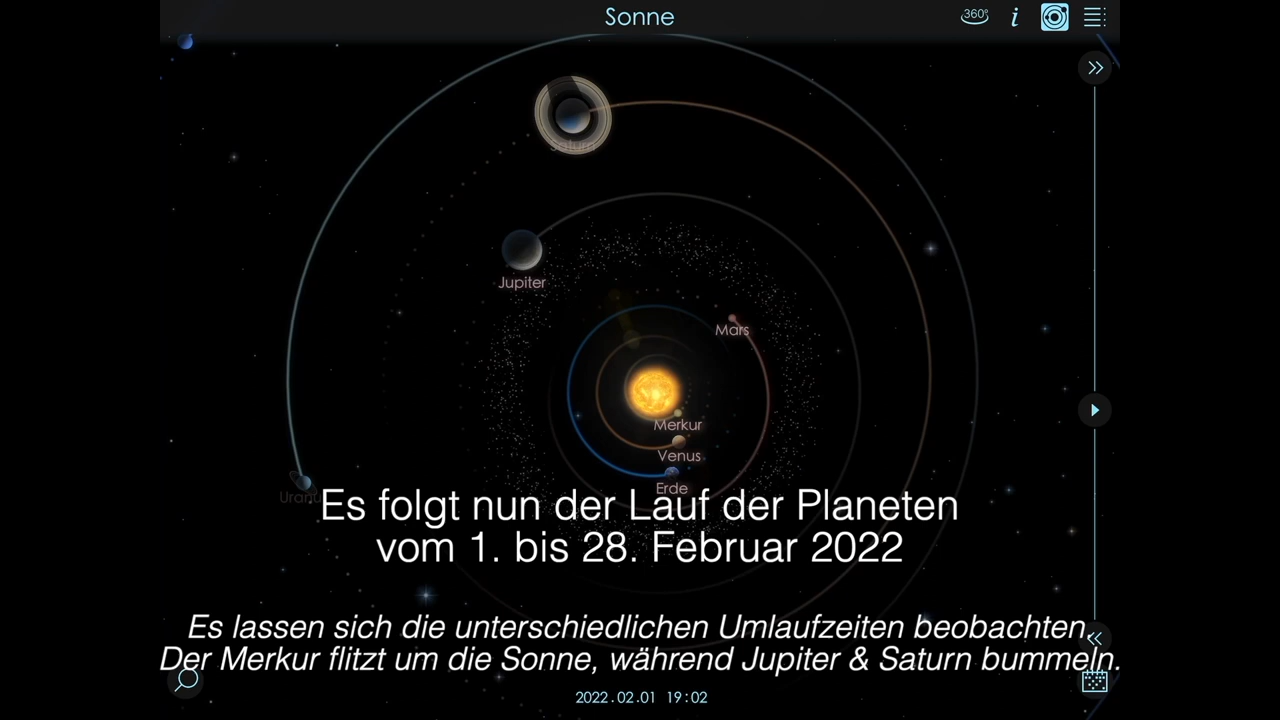 Sonne
360° i
Saturn
Jupiter
Mars
Merkur
Venus
Erde
Uranus
Es folgt nun der Lauf der Planeten
vom 1. bis 28. Februar 2022
Es lassen sich die unterschiedlichen Umlaufzeiten beobachten.
Der Merkur flitzt um die Sonne, während Jupiter & Saturn bummeln.
2022.02.01 19:02